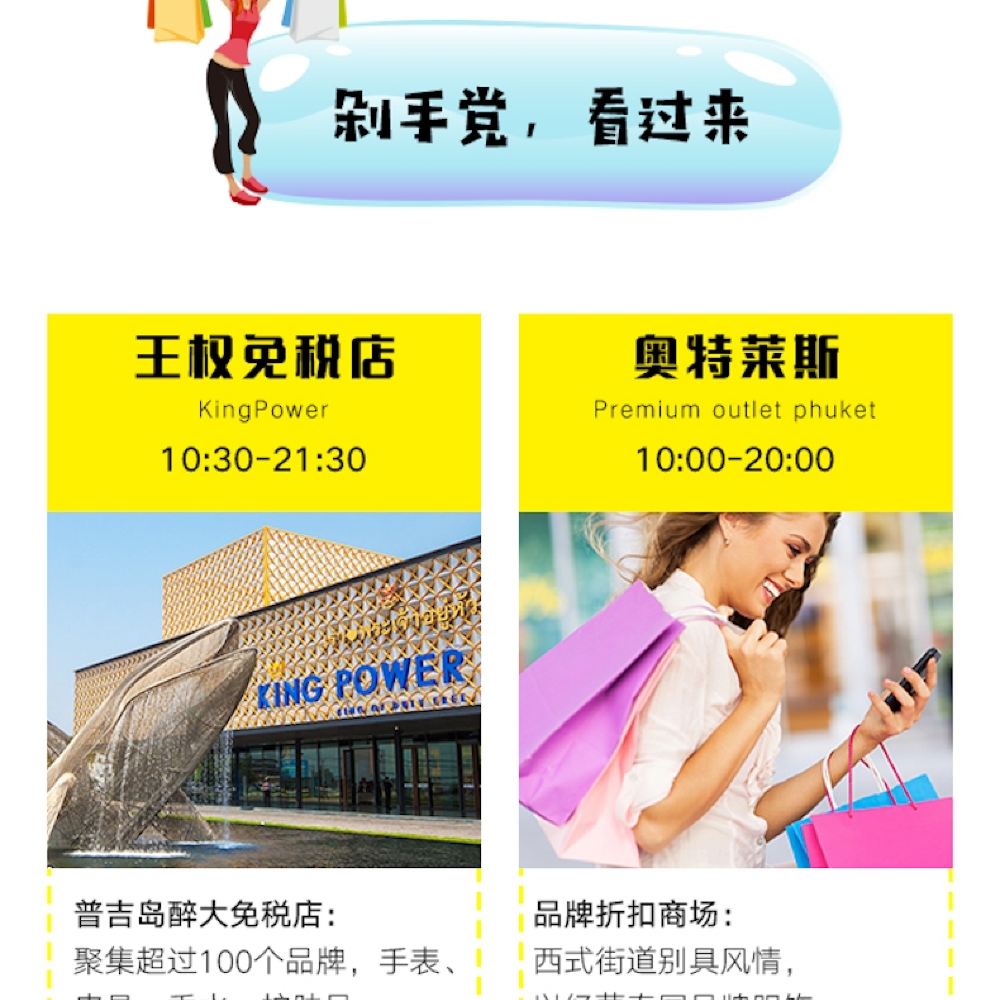 剁手党，看过来
王权免税店
KingPower
10:30-21:30
奥特莱斯
Premium outlet phuket
10:00-20:00
KING POWER
普吉岛醉大免税店：
聚集超过100个品牌，手表、
品牌折扣商场：
西式街道别具风情，